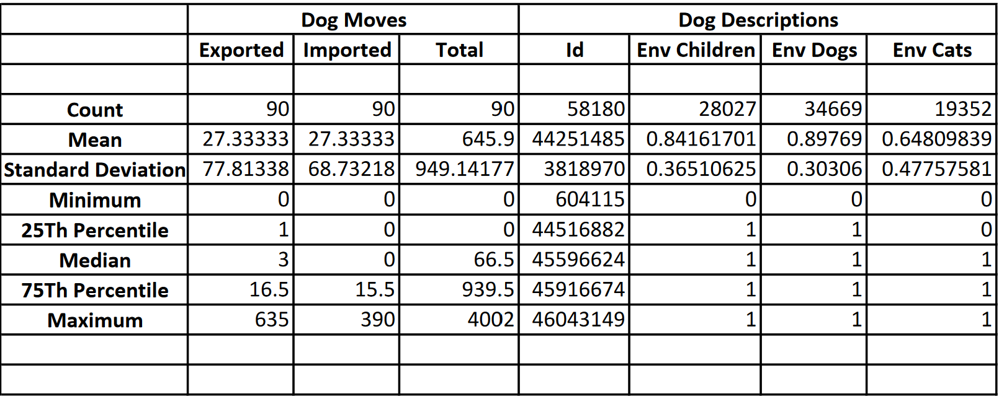 Dog Moves Dog Descriptions
Exported Imported Total Id Env Children Env Dogs Env Cats
Count 90 90 90 58180 28027 34669 19352
Mean 27.33333 27.33333 645.9 44251485 0.84161701 0.89769 0.64809839
Standard Deviation 77.81338 68.73218 949.14177 3818970 0.36510625 0.30306 0.47757581
Minimum 0 0 0 604115 0 0 0
25Th Percentile 1 0 0 44516882 1 1 0
Median 3 0 66.5 45596624 1 1 1
75Th Percentile 16.5 15.5 939.5 45916674 1 1 1
Maximum 635 390 4002 46043149 1 1 1